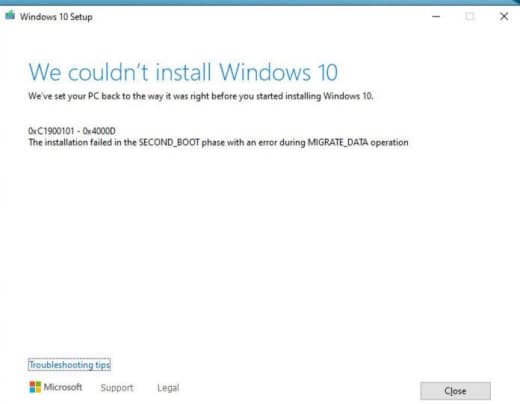 Windows 10 Setup
We couldn't install Windows 10
We've set your PC back to the way it was right before you started installing Windows 10.
0xC1900101 - 0x4000D
The installation failed in the SECOND_BOOT phase with an error during MIGRATE_DATA operation
Troubleshooting tips
Microsoft Support Legal Close